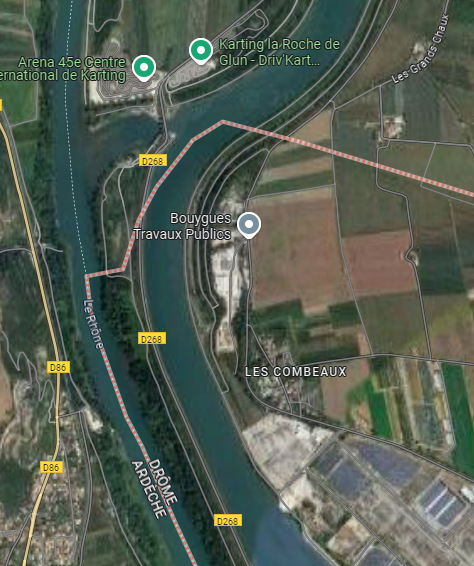 Karting la Roche de
Glun - Driv'Kart...
Arena 45e Centre
ernational de Karting
Les Grands Chaux
D268
Bouygues
Travaux Publics
Le Rhône
D268
D86
LES COMBEAUX
D86
DRÔME
ARDÈCHE
D268